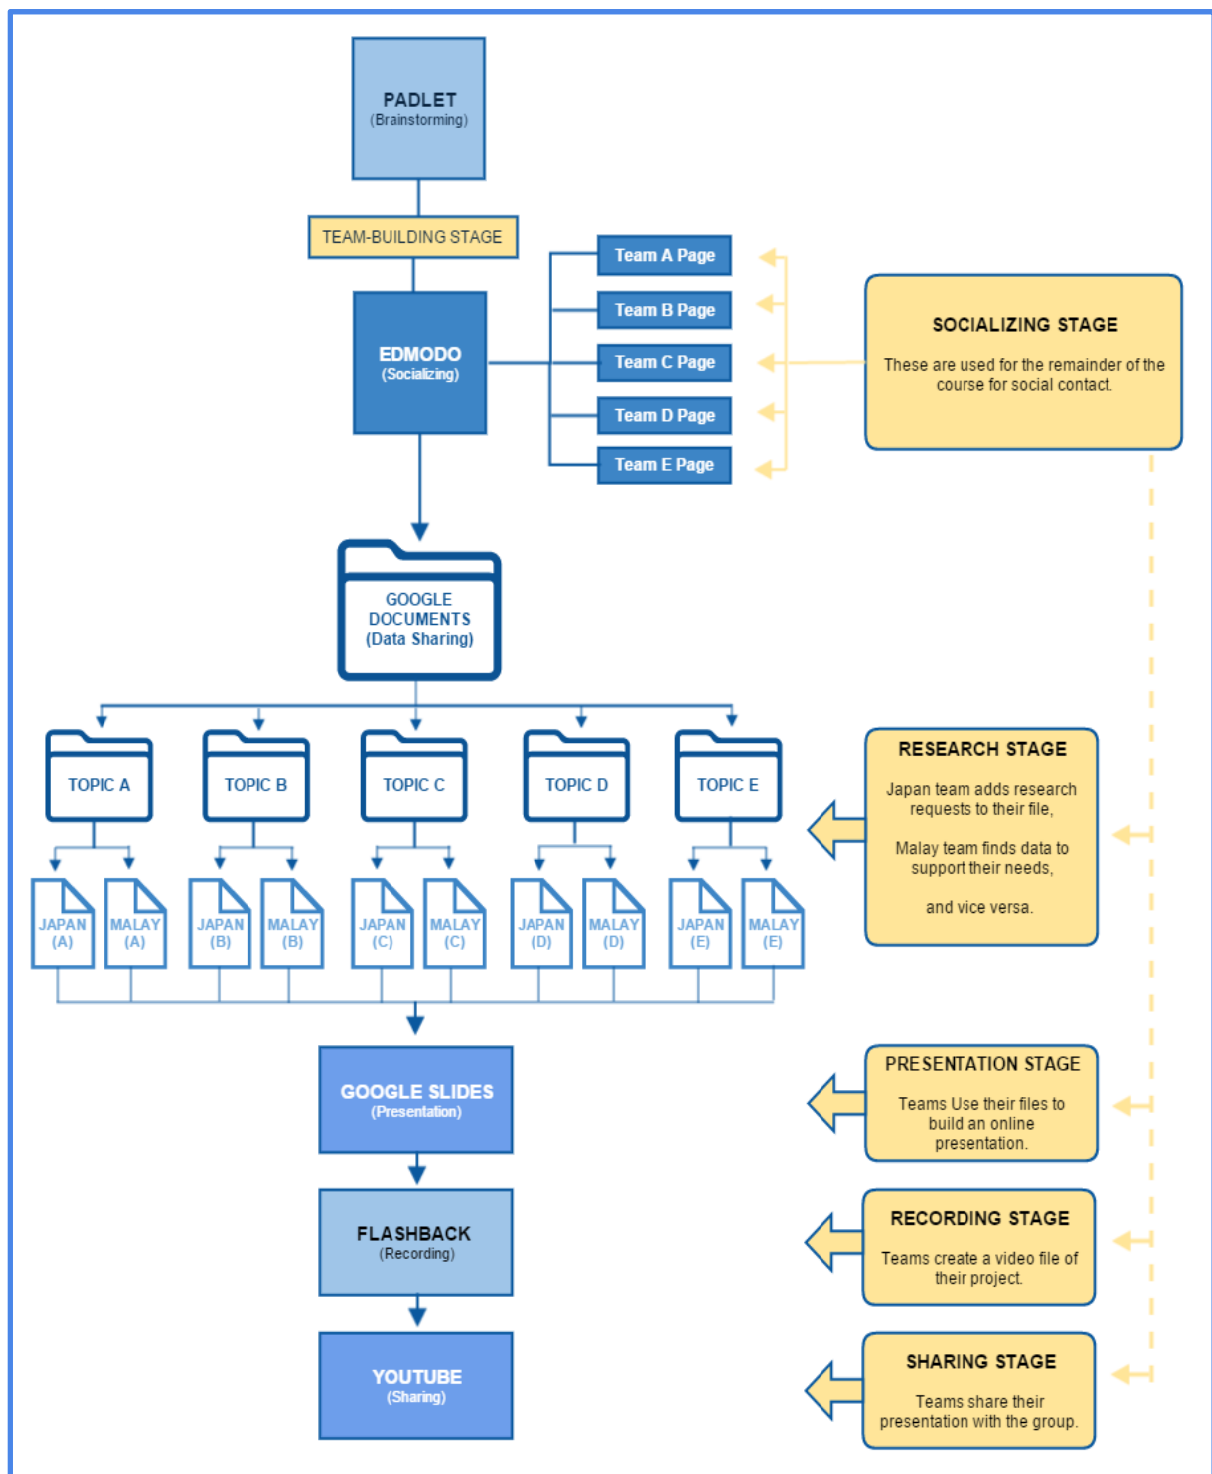 PADLET
(Brainstorming)
TEAM-BUILDING STAGE
EDMODO
(Socializing)
Team A Page
Team B Page
Team C Page
Team D Page
Team E Page
SOCIALIZING STAGE
These are used for the remainder of the
course for social contact.
GOOGLE
DOCUMENTS
(Data Sharing)
TOPIC A
TOPIC B
TOPIC C
TOPIC D
TOPIC E
JAPAN
(A)
MALAY
(A)
JAPAN
(B)
MALAY
(B)
JAPAN
(C)
MALAY
(C)
JAPAN
(D)
MALAY
(D)
JAPAN
(E)
MALAY
(E)
RESEARCH STAGE
Japan team adds research
requests to their file,
Malay team finds data to
support their needs,
and vice versa.
GOOGLE SLIDES
(Presentation)
PRESENTATION STAGE
Teams Use their files to
build an online
presentation.
FLASHBACK
(Recording)
RECORDING STAGE
Teams create a video file of
their project.
YOUTUBE
(Sharing)
SHARING STAGE
Teams share their
presentation with the group.